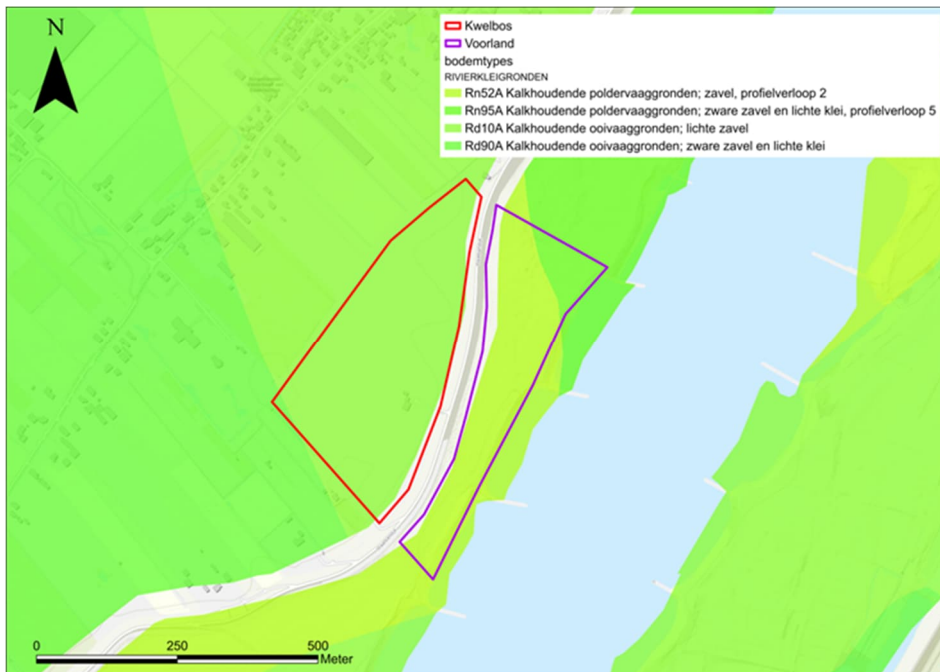 N
Kwelbos
Voorland
bodemtypes
RIVIERKLEIGRONDEN
Rn52A Kalkhoudende poldervaaggronden; zavel, profielverloop 2
Rn95A Kalkhoudende poldervaaggronden; zware zavel en lichte klei, profielverloop 5
Rd10A Kalkhoudende ooivaaggronden; lichte zavel
Rd90A Kalkhoudende ooivaaggronden; zware zavel en lichte klei
0 250 500
Meter